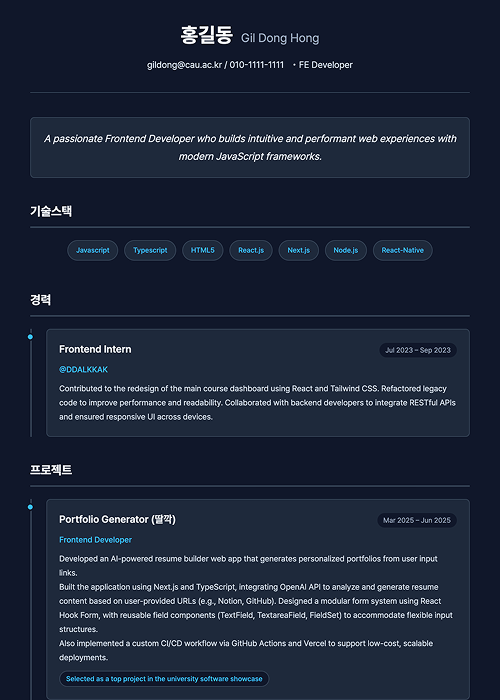 홍길동 Gil Dong Hong
gildong@cau.ac.kr / 010-1111-1111 • FE Developer
A passionate Frontend Developer who builds intuitive and performant web experiences with
modern JavaScript frameworks.
기술스택
Javascript Typescript HTML5 React.js Next.js Node.js React-Native
경력
Frontend Intern Jul 2023 – Sep 2023
@DDALKKAK
Contributed to the redesign of the main course dashboard using React and Tailwind CSS. Refactored legacy
code to improve performance and readability. Collaborated with backend developers to integrate RESTful APIs
and ensured responsive UI across devices.
프로젝트
Portfolio Generator (딸깍) Mar 2025 – Jun 2025
Frontend Developer
Developed an AI-powered resume builder web app that generates personalized portfolios from user input
links.
Built the application using Next.js and TypeScript, integrating OpenAI API to analyze and generate resume
content based on user-provided URLs (e.g., Notion, GitHub). Designed a modular form system using React
Hook Form, with reusable field components (TextField, TextareaField, FieldSet) to accommodate flexible input
structures.
Also implemented a custom CI/CD workflow via GitHub Actions and Vercel to support low-cost, scalable
deployments.
Selected as a top project in the university software showcase